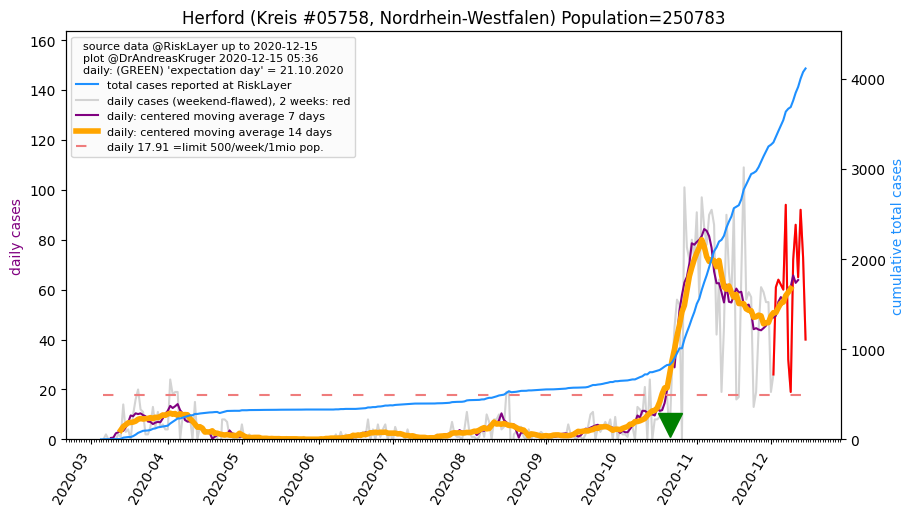 Herford (Kreis #05758, Nordrhein-Westfalen) Population=250783
source data @RiskLayer up to 2020-12-15
plot @DrAndreasKruger 2020-12-15 05:36
daily: (GREEN) 'expectation day' = 21.10.2020
total cases reported at RiskLayer
daily cases (weekend-flawed), 2 weeks: red
daily: centered moving average 7 days
daily: centered moving average 14 days
daily 17.91 =limit 500/week/1mio pop.
daily cases
160
140
120
100
80
60
40
20
0
cumulative total cases
4000
3000
2000
1000
0
2020-03
2020-04
2020-05
2020-06
2020-07
2020-08
2020-09
2020-10
2020-11
2020-12